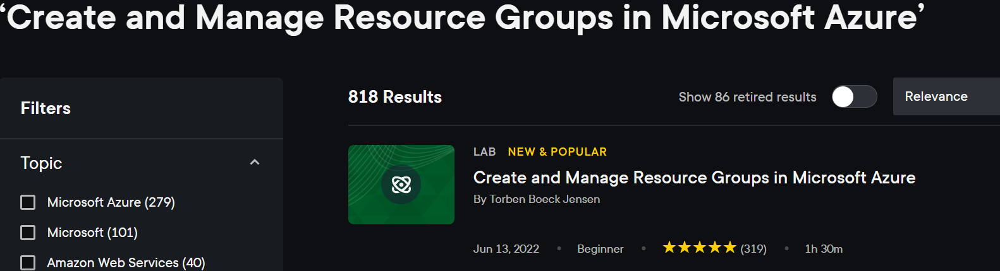 ‘Create and Manage Resource Groups in Microsoft Azure’
Filters
Topic
Microsoft Azure (279)
Microsoft (101)
Amazon Web Services (40)
818 Results
Show 86 retired results
Relevance
LAB NEW & POPULAR
Create and Manage Resource Groups in Microsoft Azure
By Torben Boeck Jensen
Jun 13, 2022 • Beginner • ★★★★★ (319) • 1h 30m